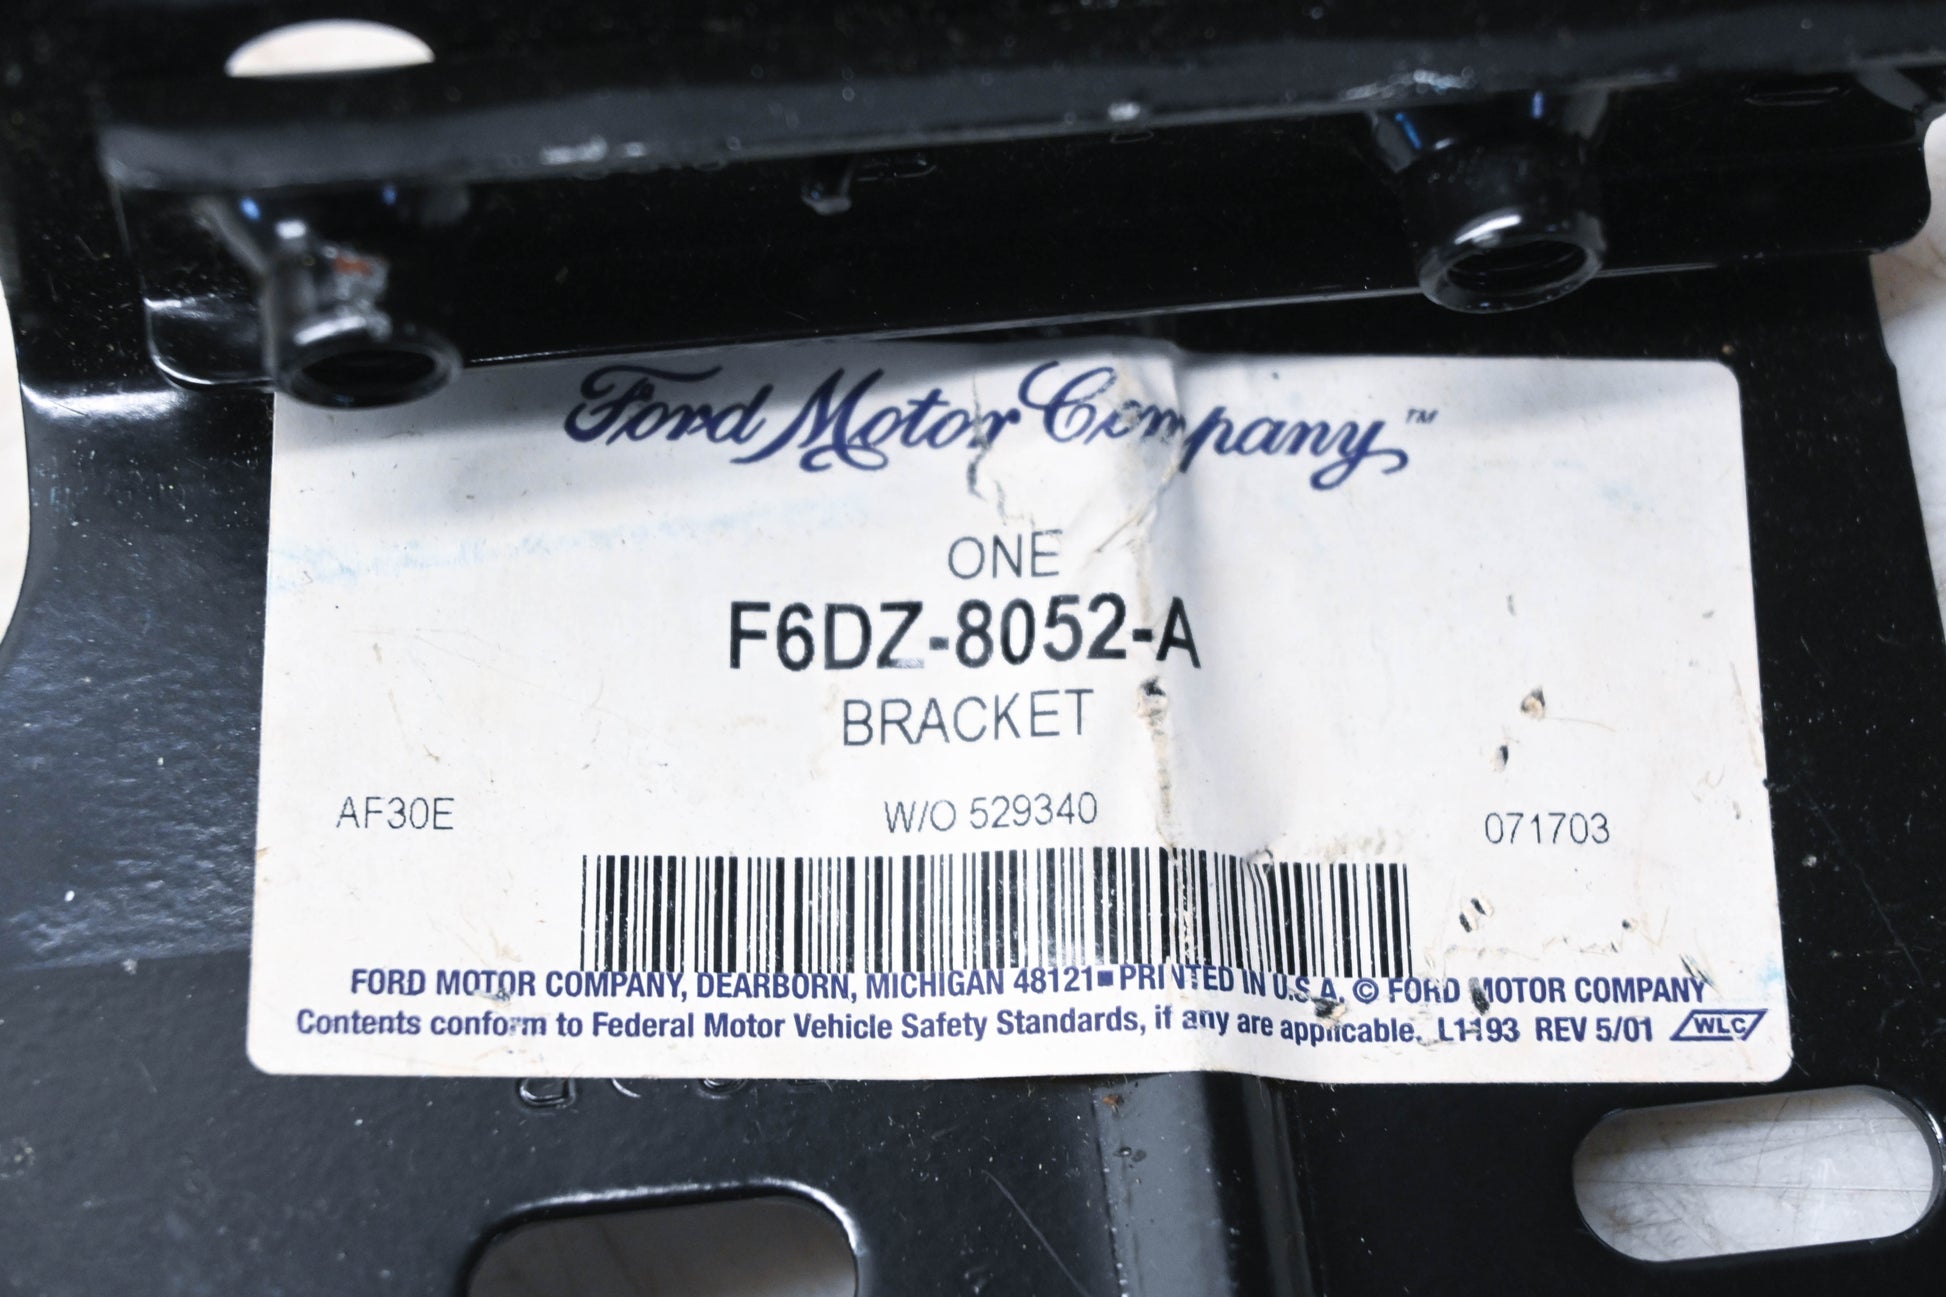 Ford Motor Company™
ONE
F6DZ-8052-A
BRACKET
AF30E W/O 529340 071703
FORD MOTOR COMPANY, DEARBORN, MICHIGAN 48121■PRINTED IN U.S.A. © FORD MOTOR COMPANY
Contents conform to Federal Motor Vehicle Safety Standards, if any are applicable. L1193 REV 5/01 WLC